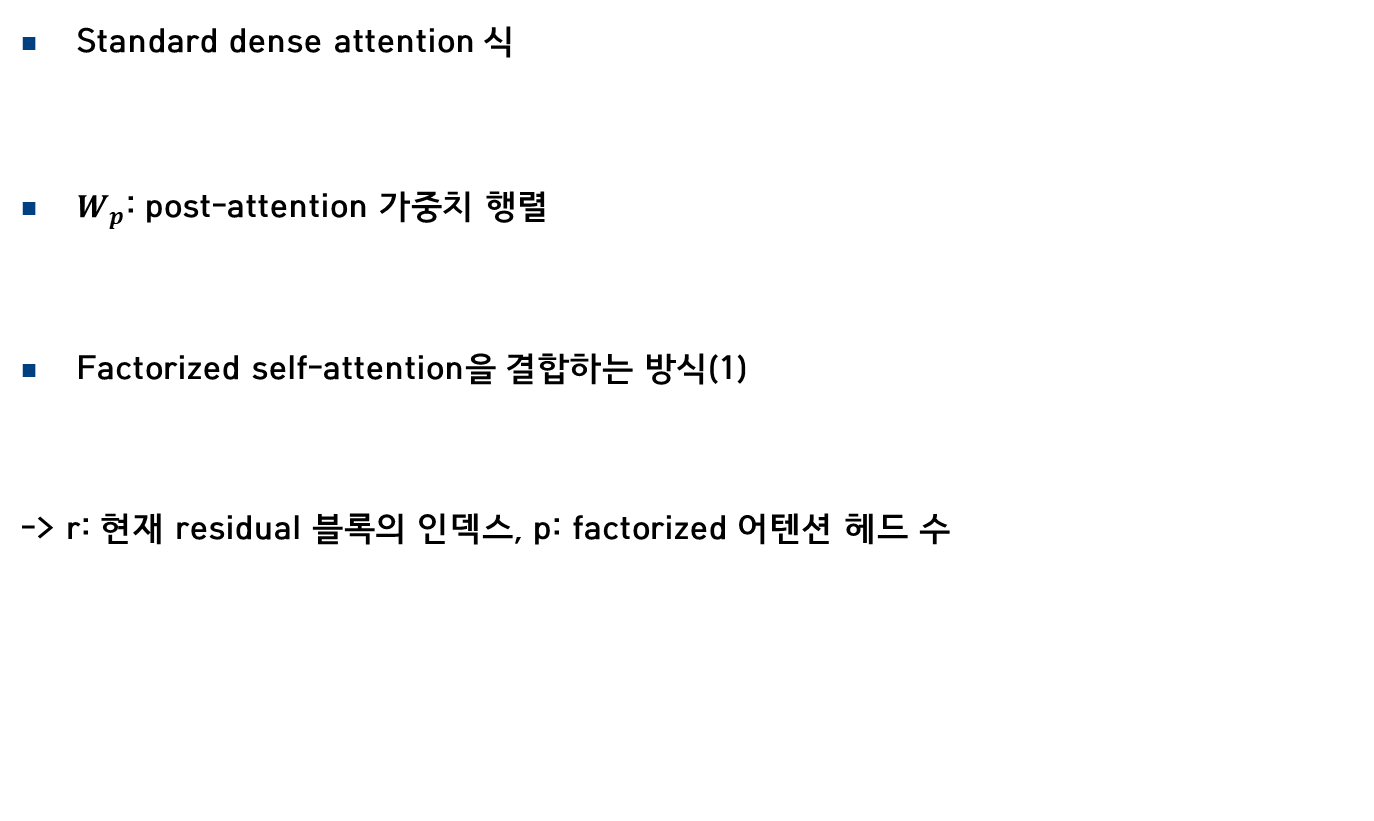 ▪ Standard dense attention 식
▪ W_p: post-attention 가중치 행렬
▪ Factorized self-attention을 결합하는 방식(1)
-> r: 현재 residual 블록의 인덱스, p: factorized 어텐션 헤드 수